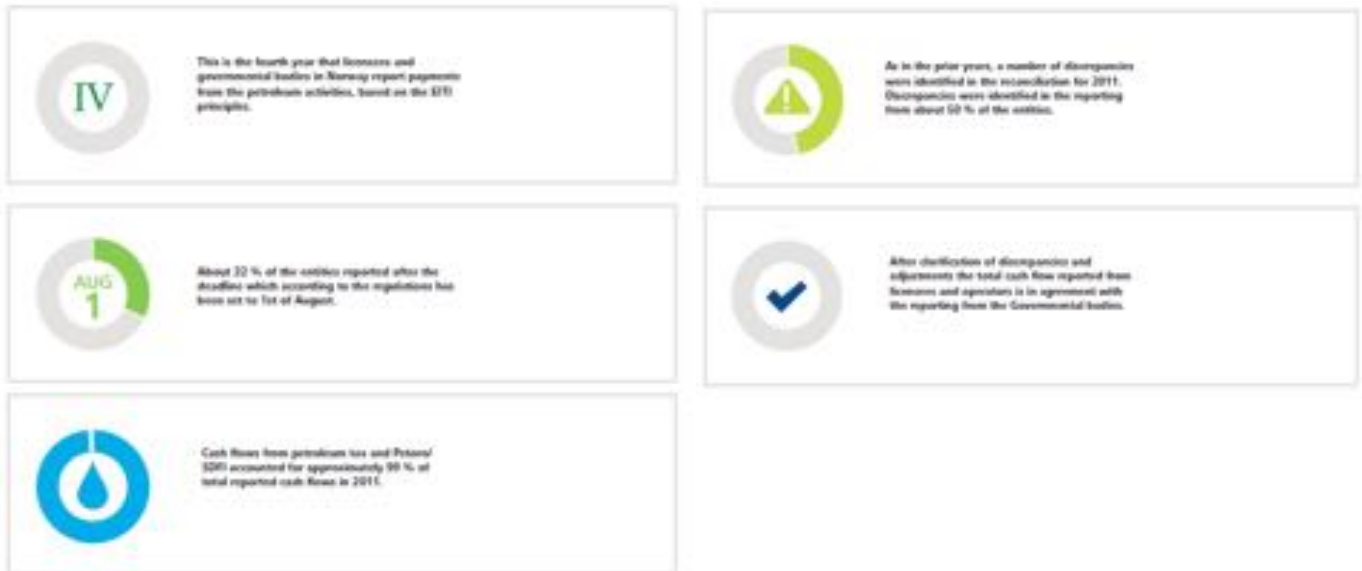 IV
This is the fourth year that licensees and
governmental bodies in Norway report payments
from the petroleum activities, based on the EITI
principles.
As in the prior years, a number of discrepancies
were identified in the reconciliation for 2011.
Discrepancies were identified in the reporting
from about 50 % of the entities.
AUG
1
About % of the entities reported after the
deadline which according to the regulations has
been set to 1st of August.
After clarification of discrepancies and
adjustments the total cash flow reported from
licensees and operators is in agreement with
the reporting from the Governmental bodies.
Cash flows from petroleum tax and Petoro/
SDFI accounted for approximately 99 % of
total reported cash flows in 2011.